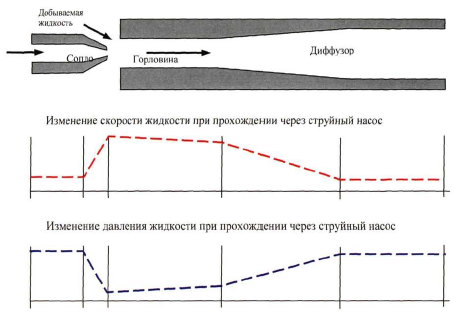 Добываемая
жидкость
Сопло
Горловина
Диффузор
Изменение скорости жидкости при прохождении через струйный насос
Изменение давления жидкости при прохождении через струйный насос